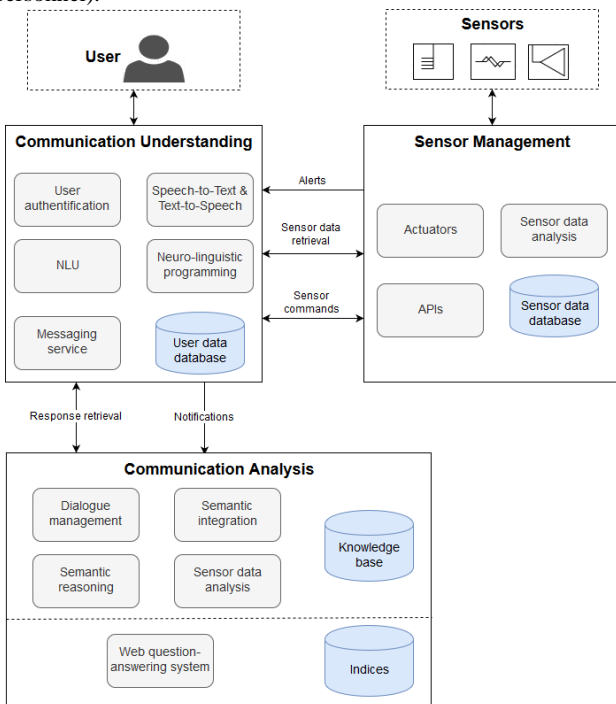 User
Sensors
Communication Understanding
User
authentification
Speech-to-Text &
Text-to-Speech
NLU
Neuro-linguistic
programming
Messaging
service
User data
database
Alerts
Sensor data
retrieval
Sensor
commands
Sensor Management
Actuators
Sensor data
analysis
APIs
Sensor data
database
Response retrieval
Notifications
Communication Analysis
Dialogue
management
Semantic
integration
Knowledge
base
Semantic
reasoning
Sensor data
analysis
Web question-
answering system
Indices